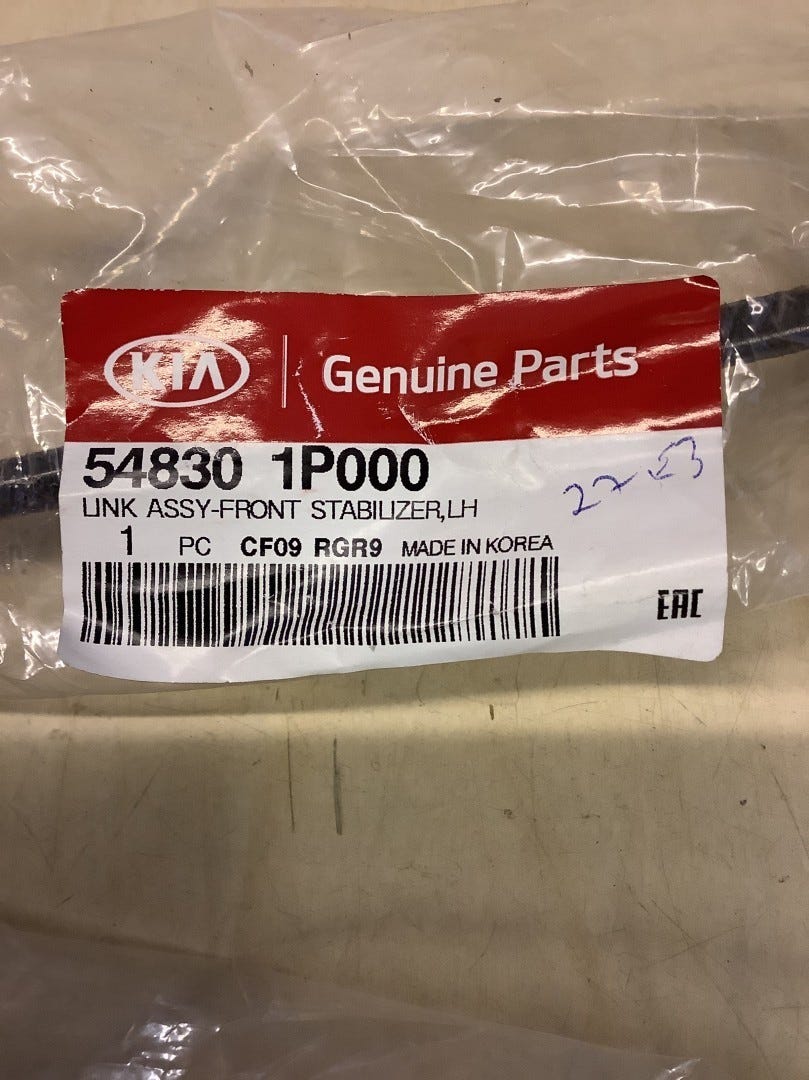 KIA Genuine Parts
54830 1P000
LINK ASSY-FRONT STABILIZER,LH
1 PC CF09 RGR9 MADE IN KOREA
EAC